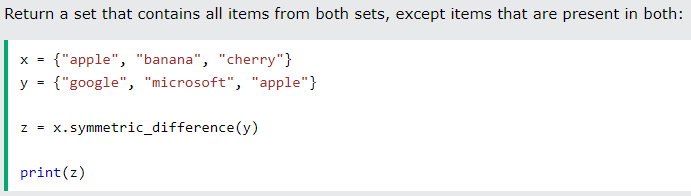 Return a set that contains all items from both sets, except items that are present in both:
x = {"apple", "banana", "cherry"}
y = {"google", "microsoft", "apple"}
z = x.symmetric_difference(y)
print(z)